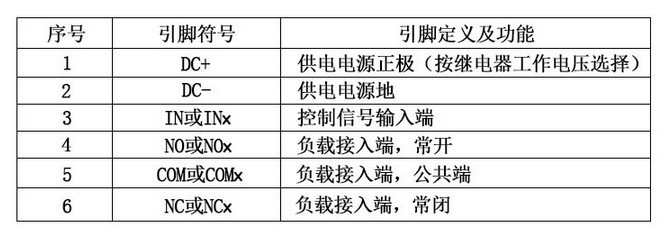 序号 引脚符号 引脚定义及功能
1 DC+ 供电电源正极（按继电器工作电压选择）
2 DC- 供电电源地
3 IN或INx 控制信号输入端
4 NO或NOx 负载接入端，常开
5 COM或COMx 负载接入端，公共端
6 NC或NCx 负载接入端，常闭